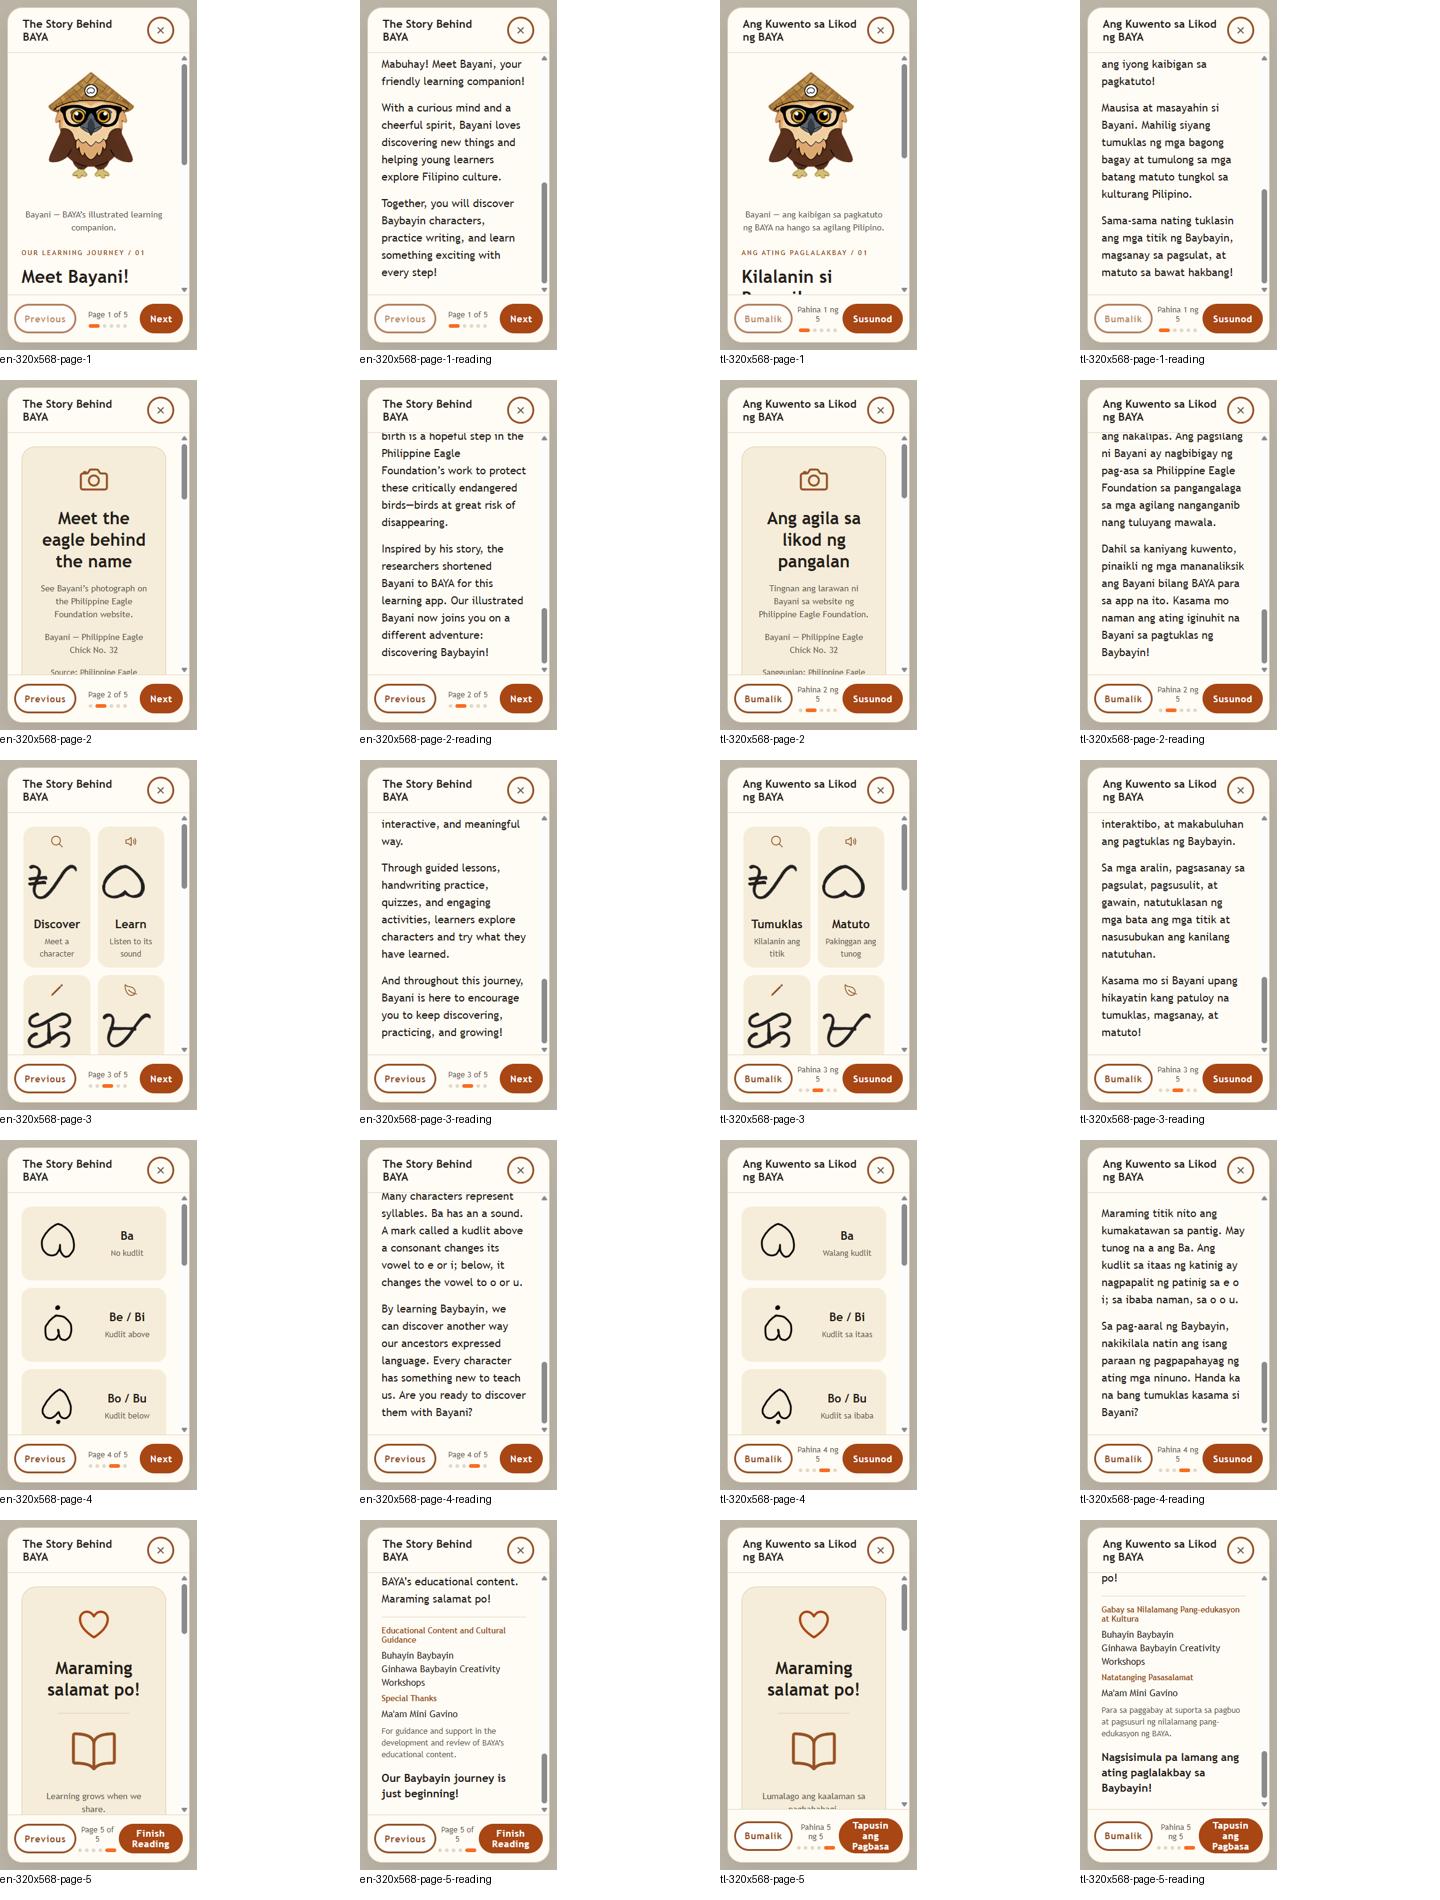 The Story Behind
BAYA
Bayani — BAYA's illustrated learning
companion.
OUR LEARNING JOURNEY / 01
Meet Bayani!
Previous
Page 1 of 5
Next
en-320x568-page-1
The Story Behind
BAYA
Mabuhay! Meet Bayani, your
friendly learning companion!
With a curious mind and a
cheerful spirit, Bayani loves
discovering new things and
helping young learners
explore Filipino culture.
Together, you will discover
Baybayin characters,
practice writing, and learn
something exciting with
every step!
Previous
Page 1 of 5
Next
en-320x568-page-1-reading
Ang Kuwento sa Likod
ng BAYA
Bayani — ang kaibigan sa pagkatuto
ng BAYA na hango sa agilang Pilipino.
ANG ATING PAGLALAKBAY / 01
Kilalanin si
Bumalik
Pahina 1 ng
5
Susunod
tl-320x568-page-1
Ang Kuwento sa Likod
ng BAYA
ang iyong kaibigan sa
pagkatuto!
Mausisa at masayahin si
Bayani. Mahilig siyang
tumuklas ng mga bagong
bagay at tumulong sa mga
batang matuto tungkol sa
kulturang Pilipino.
Sama-sama nating tuklasin
ang mga titik ng Baybayin,
magsanay sa pagsulat, at
matuto sa bawat hakbang!
Bumalik
Pahina 1 ng
5
Susunod
tl-320x568-page-1-reading
The Story Behind
BAYA
Meet the
eagle behind
the name
See Bayani's photograph on
the Philippine Eagle
Foundation website.
Bayani — Philippine Eagle
Chick No. 32
Source: Philippine Eagle
Previous
Page 2 of 5
Next
en-320x568-page-2
The Story Behind
BAYA
birth is a hopeful step in the
Philippine Eagle
Foundation's work to protect
these critically endangered
birds—birds at great risk of
disappearing.
Inspired by his story, the
researchers shortened
Bayani to BAYA for this
learning app. Our illustrated
Bayani now joins you on a
different adventure:
discovering Baybayin!
Previous
Page 2 of 5
Next
en-320x568-page-2-reading
Ang Kuwento sa Likod
ng BAYA
Ang agila sa
likod ng
pangalan
Tingnan ang larawan ni
Bayani sa website ng
Philippine Eagle Foundation.
Bayani — Philippine Eagle
Chick No. 32
Sanggunian: Philippine Eagle
Bumalik
Pahina 2 ng
5
Susunod
tl-320x568-page-2
Ang Kuwento sa Likod
ng BAYA
ang nakalipas. Ang pagsilang
ni Bayani ay nagbibigay ng
pag-asa sa Philippine Eagle
Foundation sa pangangalaga
sa mga agilang nanganganib
nang tuluyang mawala.
Dahil sa kaniyang kuwento,
pinaikli ng mga mananaliksik
ang Bayani bilang BAYA para
sa app na ito. Kasama mo
naman ang ating iginuhit na
Bayani sa pagtuklas ng
Baybayin!
Bumalik
Pahina 2 ng
5
Susunod
tl-320x568-page-2-reading
The Story Behind
BAYA
Discover
Learn
Meet a
character
Listen to its
sound
Previous
Page 3 of 5
Next
en-320x568-page-3
The Story Behind
BAYA
interactive, and meaningful
way.
Through guided lessons,
handwriting practice,
quizzes, and engaging
activities, learners explore
characters and try what they
have learned.
And throughout this journey,
Bayani is here to encourage
you to keep discovering,
practicing, and growing!
Previous
Page 3 of 5
Next
en-320x568-page-3-reading
Ang Kuwento sa Likod
ng BAYA
Tumuklas
Matuto
Kilalanin ang
titik
Pakinggan ang
tunog
Bumalik
Pahina 3 ng
5
Susunod
tl-320x568-page-3
Ang Kuwento sa Likod
ng BAYA
interaktibo, at makabuluhan
ang pagtuklas ng Baybayin.
Sa mga aralin, pagsasanay sa
pagsulat, pagsusulit, at
gawain, natutuklasan ng
mga bata ang mga titik at
nasusubukan ang kanilang
natutuhan.
Kasama mo si Bayani upang
hikayatin kang patuloy na
tumuklas, magsanay, at
matuto!
Bumalik
Pahina 3 ng
5
Susunod
tl-320x568-page-3-reading
The Story Behind
BAYA
Ba
No kudlit
Be / Bi
Kudlit above
Bo / Bu
Kudlit below
Previous
Page 4 of 5
Next
en-320x568-page-4
The Story Behind
BAYA
Many characters represent
syllables. Ba has an a sound.
A mark called a kudlit above
a consonant changes its
vowel to e or i; below, it
changes the vowel to o or u.
By learning Baybayin, we
can discover another way
our ancestors expressed
language. Every character
has something new to teach
us. Are you ready to discover
them with Bayani?
Previous
Page 4 of 5
Next
en-320x568-page-4-reading
Ang Kuwento sa Likod
ng BAYA
Ba
Walang kudlit
Be / Bi
Kudlit sa itaas
Bo / Bu
Kudlit sa ibaba
Bumalik
Pahina 4 ng
5
Susunod
tl-320x568-page-4
Ang Kuwento sa Likod
ng BAYA
Maraming titik nito ang
kumakatawan sa pantig. May
tunog na a ang Ba. Ang
kudlit sa itaas ng katinig ay
nagpapalit ng patinig sa e o
i; sa ibaba naman, sa o o u.
Sa pag-aaral ng Baybayin,
nakikilala natin ang isang
paraan ng pagpapahayag ng
ating mga ninuno. Handa ka
na bang tumuklas kasama si
Bayani?
Bumalik
Pahina 4 ng
5
Susunod
tl-320x568-page-4-reading
The Story Behind
BAYA
Maraming
salamat po!
Learning grows when we
share.
Previous
Page 5 of
5
Finish
Reading
en-320x568-page-5
The Story Behind
BAYA
BAYA's educational content.
Maraming salamat po!
Educational Content and Cultural
Guidance
Buhayin Baybayin
Ginhawa Baybayin Creativity
Workshops
Special Thanks
Ma'am Mini Gavino
For guidance and support in the
development and review of BAYA's
educational content.
Our Baybayin journey is
just beginning!
Previous
Page 5 of
5
Finish
Reading
en-320x568-page-5-reading
Ang Kuwento sa Likod
ng BAYA
Maraming
salamat po!
Lumalago ang kaalaman sa
Bumalik
Pahina 5
ng 5
Tapusin
ang
Pagbasa
tl-320x568-page-5
Ang Kuwento sa Likod
ng BAYA
po!
Gabay sa Nilalamang Pang-edukasyon
at Kultura
Buhayin Baybayin
Ginhawa Baybayin Creativity
Workshops
Natatanging Pasasalamat
Ma'am Mini Gavino
Para sa paggabay at suporta sa pagbuo
at pagsusuri ng nilalamang pang-
edukasyon ng BAYA.
Nagsisimula pa lamang ang
ating paglalakbay sa
Baybayin!
Bumalik
Pahina 5
ng 5
Tapusin
ang
Pagbasa
tl-320x568-page-5-reading